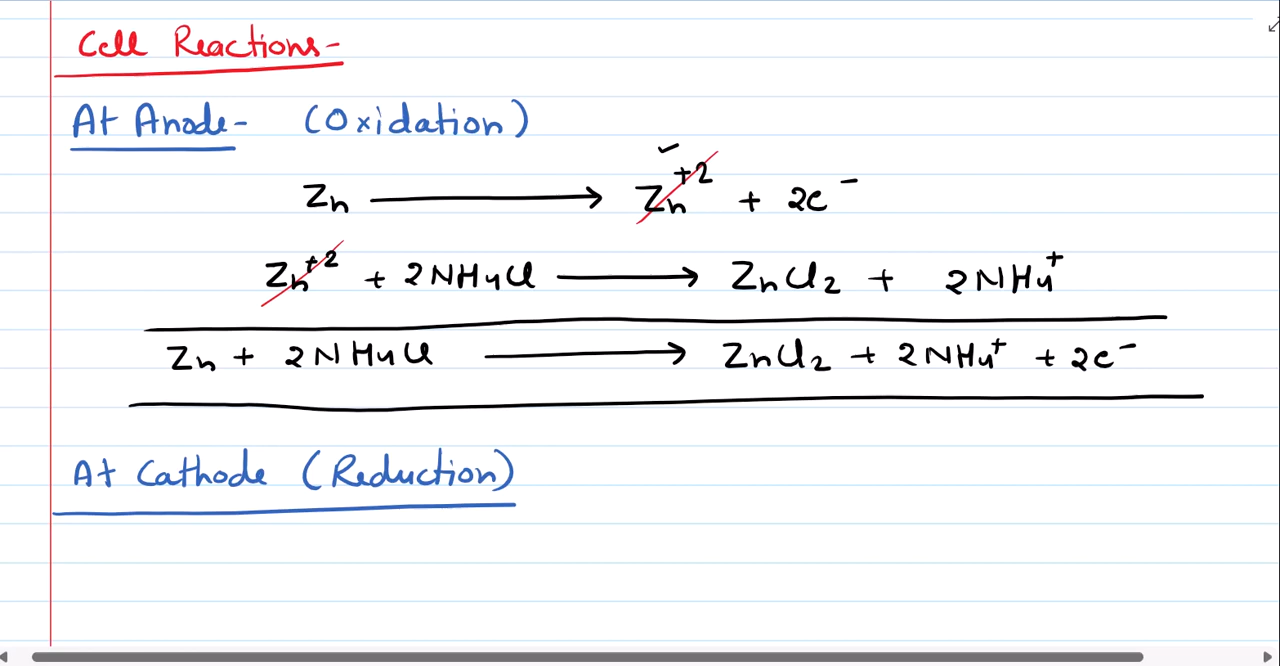 Cell Reactions-
At Anode- (Oxidation)
Zn ⟶ Zn⁺² + 2e⁻
Zn⁺² + 2NH₄Cl ⟶ ZnCl₂ + 2NH₄⁺
Zn + 2NH₄Cl ⟶ ZnCl₂ + 2NH₄⁺ + 2e⁻
At Cathode (Reduction)